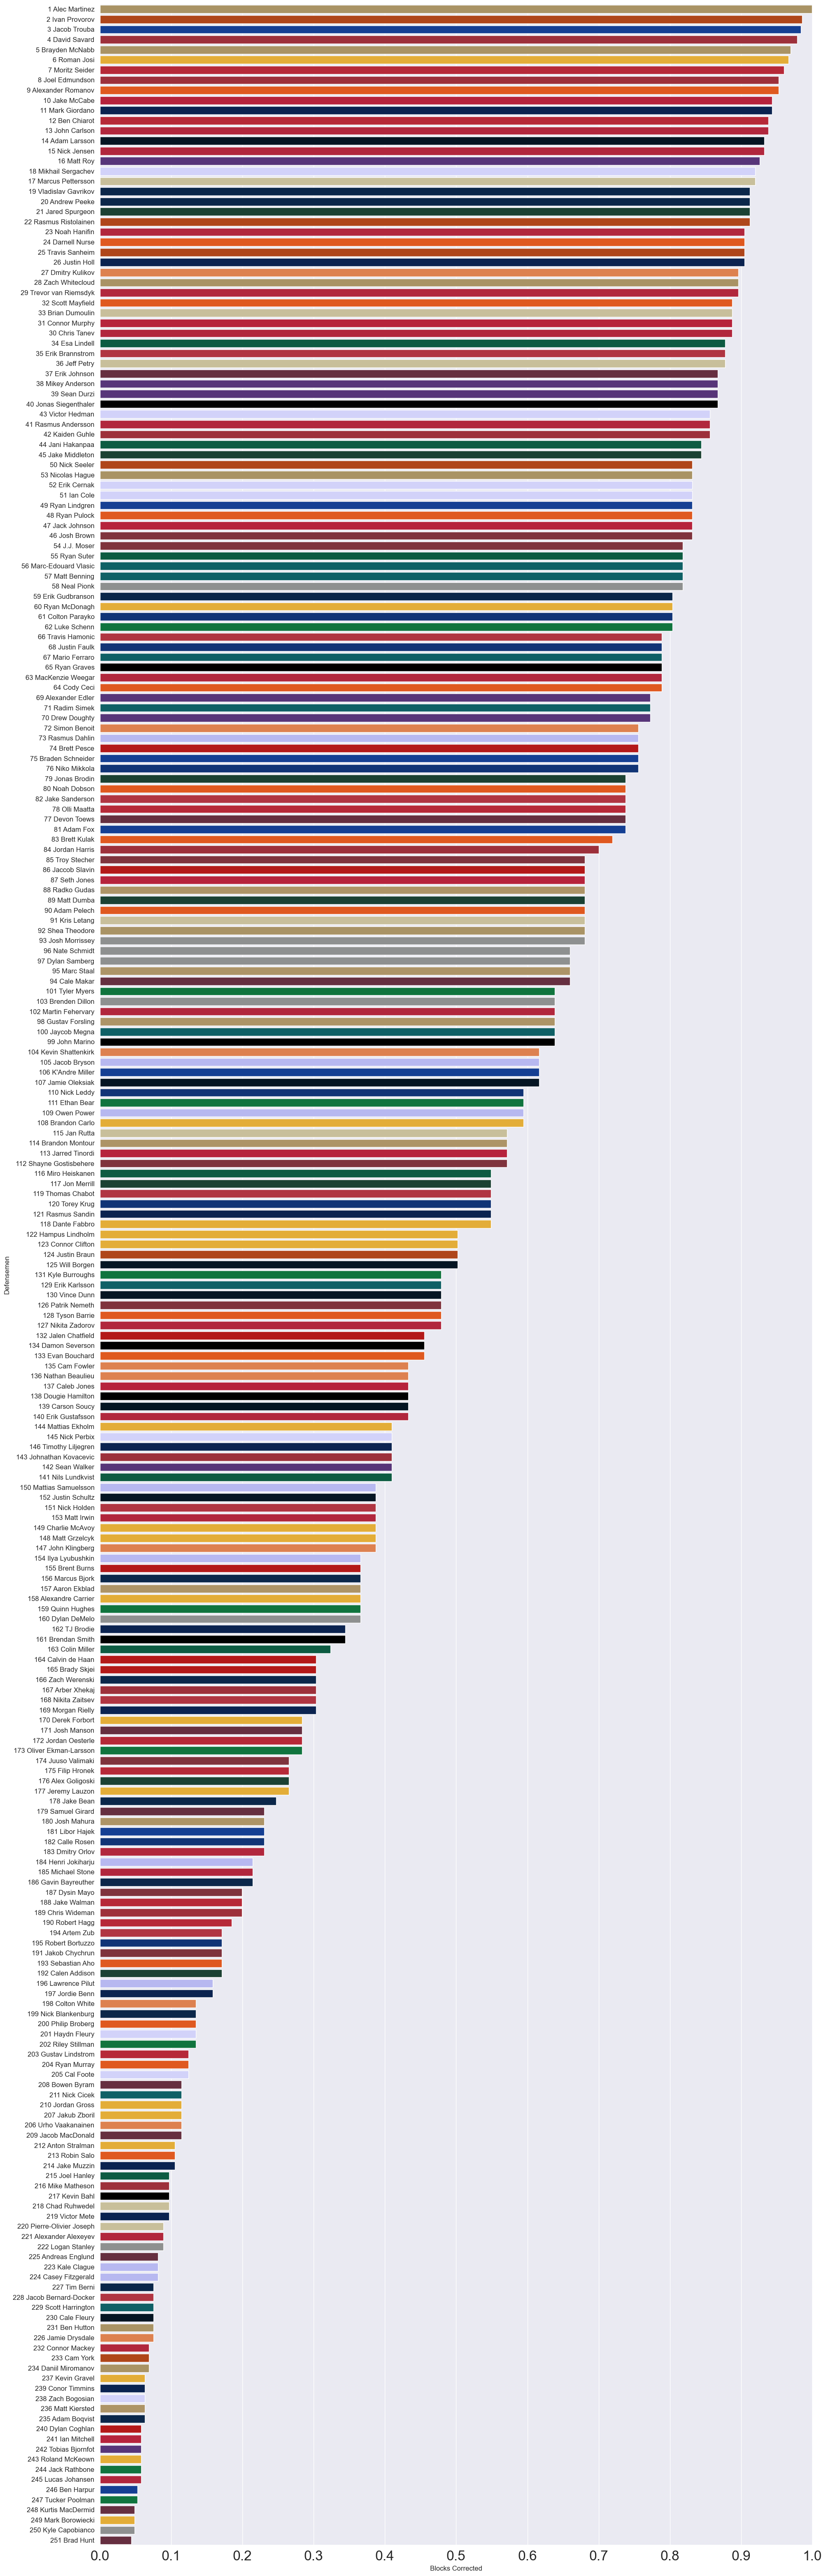 1 Alec Martinez
2 Ivan Provorov
3 Jacob Trouba
4 David Savard
5 Brayden McNabb
6 Roman Josi
7 Moritz Seider
8 Joel Edmundson
9 Alexander Romanov
10 Jake McCabe
11 Mark Giordano
12 Ben Chiarot
13 John Carlson
14 Adam Larsson
15 Nick Jensen
16 Matt Roy
18 Mikhail Sergachev
17 Marcus Pettersson
19 Vladislav Gavrikov
20 Andrew Peeke
21 Jared Spurgeon
22 Rasmus Ristolainen
23 Noah Hanifin
24 Darnell Nurse
25 Travis Sanheim
26 Justin Holl
27 Dmitry Kulikov
28 Zach Whitecloud
29 Trevor van Riemsdyk
32 Scott Mayfield
33 Brian Dumoulin
31 Connor Murphy
30 Chris Tanev
34 Esa Lindell
35 Erik Brannstrom
36 Jeff Petry
37 Erik Johnson
38 Mikey Anderson
39 Sean Durzi
40 Jonas Siegenthaler
43 Victor Hedman
41 Rasmus Andersson
42 Kaiden Guhle
44 Jani Hakanpaa
45 Jake Middleton
50 Nick Seeler
53 Nicolas Hague
52 Erik Cernak
51 Ian Cole
49 Ryan Lindgren
48 Ryan Pulock
47 Jack Johnson
46 Josh Brown
54 J.J. Moser
55 Ryan Suter
56 Marc-Edouard Vlasic
57 Matt Benning
58 Neal Pionk
59 Erik Gudbranson
60 Ryan McDonagh
61 Colton Parayko
62 Luke Schenn
66 Travis Hamonic
68 Justin Faulk
67 Mario Ferraro
65 Ryan Graves
63 MacKenzie Weegar
64 Cody Ceci
69 Alexander Edler
71 Radim Simek
70 Drew Doughty
72 Simon Benoit
73 Rasmus Dahlin
74 Brett Pesce
75 Braden Schneider
76 Niko Mikkola
79 Jonas Brodin
80 Noah Dobson
82 Jake Sanderson
78 Olli Maatta
77 Devon Toews
81 Adam Fox
83 Brett Kulak
84 Jordan Harris
85 Troy Stecher
86 Jaccob Slavin
87 Seth Jones
88 Radko Gudas
89 Matt Dumba
90 Adam Pelech
91 Kris Letang
92 Shea Theodore
93 Josh Morrissey
96 Nate Schmidt
97 Dylan Samberg
95 Marc Staal
94 Cale Makar
101 Tyler Myers
103 Brenden Dillon
102 Martin Fehervary
98 Gustav Forsling
100 Jaycob Megna
99 John Marino
104 Kevin Shattenkirk
105 Jacob Bryson
106 K'Andre Miller
107 Jamie Oleksiak
110 Nick Leddy
111 Ethan Bear
109 Owen Power
108 Brandon Carlo
115 Jan Rutta
114 Brandon Montour
113 Jarred Tinordi
112 Shayne Gostisbehere
116 Miro Heiskanen
117 Jon Merrill
119 Thomas Chabot
120 Torey Krug
121 Rasmus Sandin
118 Dante Fabbro
122 Hampus Lindholm
123 Connor Clifton
124 Justin Braun
125 Will Borgen
131 Kyle Burroughs
129 Erik Karlsson
130 Vince Dunn
126 Patrik Nemeth
128 Tyson Barrie
127 Nikita Zadorov
132 Jalen Chatfield
134 Damon Severson
133 Evan Bouchard
135 Cam Fowler
136 Nathan Beaulieu
137 Caleb Jones
138 Dougie Hamilton
139 Carson Soucy
140 Erik Gustafsson
144 Mattias Ekholm
145 Nick Perbix
146 Timothy Liljegren
143 Johnathan Kovacevic
142 Sean Walker
141 Nils Lundkvist
150 Mattias Samuelsson
152 Justin Schultz
151 Nick Holden
153 Matt Irwin
149 Charlie McAvoy
148 Matt Grzelcyk
147 John Klingberg
154 Ilya Lyubushkin
155 Brent Burns
156 Marcus Bjork
157 Aaron Ekblad
158 Alexandre Carrier
159 Quinn Hughes
160 Dylan DeMelo
162 TJ Brodie
161 Brendan Smith
163 Colin Miller
164 Calvin de Haan
165 Brady Skjei
166 Zach Werenski
167 Arber Xhekaj
168 Nikita Zaitsev
169 Morgan Rielly
170 Derek Forbort
171 Josh Manson
172 Jordan Oesterle
173 Oliver Ekman-Larsson
174 Juuso Valimaki
175 Filip Hronek
176 Alex Goligoski
177 Jeremy Lauzon
178 Jake Bean
179 Samuel Girard
180 Josh Mahura
181 Libor Hajek
182 Calle Rosen
183 Dmitry Orlov
184 Henri Jokiharju
185 Michael Stone
186 Gavin Bayreuther
187 Dysin Mayo
188 Jake Walman
189 Chris Wideman
190 Robert Hagg
194 Artem Zub
195 Robert Bortuzzo
191 Jakob Chychrun
193 Sebastian Aho
192 Calen Addison
196 Lawrence Pilut
197 Jordie Benn
198 Colton White
199 Nick Blankenburg
200 Philip Broberg
201 Haydn Fleury
202 Riley Stillman
203 Gustav Lindstrom
204 Ryan Murray
205 Cal Foote
208 Bowen Byram
211 Nick Cicek
210 Jordan Gross
207 Jakub Zboril
206 Urho Vaakanainen
209 Jacob MacDonald
212 Anton Stralman
213 Robin Salo
214 Jake Muzzin
215 Joel Hanley
216 Mike Matheson
217 Kevin Bahl
218 Chad Ruhwedel
219 Victor Mete
220 Pierre-Olivier Joseph
221 Alexander Alexeyev
222 Logan Stanley
225 Andreas Englund
223 Kale Clague
224 Casey Fitzgerald
227 Tim Berni
228 Jacob Bernard-Docker
229 Scott Harrington
230 Cale Fleury
231 Ben Hutton
226 Jamie Drysdale
232 Connor Mackey
233 Cam York
234 Daniil Miromanov
237 Kevin Gravel
239 Conor Timmins
238 Zach Bogosian
236 Matt Kiersted
235 Adam Boqvist
240 Dylan Coghlan
241 Ian Mitchell
242 Tobias Bjornfot
243 Roland McKeown
244 Jack Rathbone
245 Lucas Johansen
246 Ben Harpur
247 Tucker Poolman
248 Kurtis MacDermid
249 Mark Borowiecki
250 Kyle Capobianco
251 Brad Hunt
Defensemen
0.0 0.1 0.2 0.3 0.4 0.5 0.6 0.7 0.8 0.9 1.0
Blocks Corrected